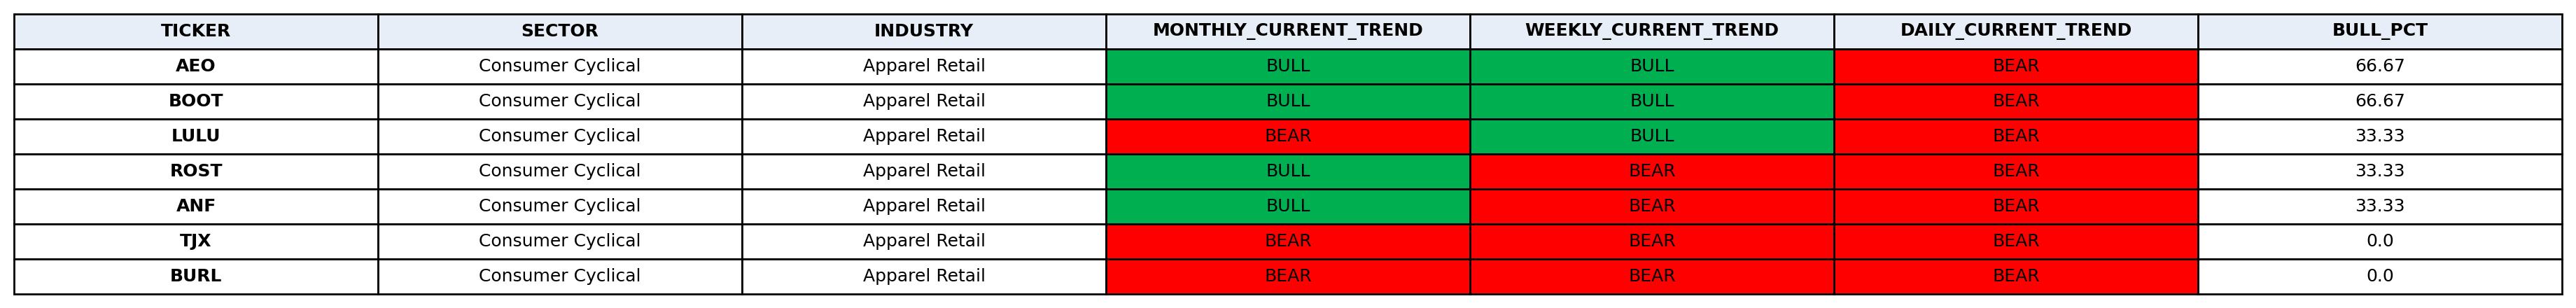 TICKER SECTOR INDUSTRY MONTHLY_CURRENT_TREND WEEKLY_CURRENT_TREND DAILY_CURRENT_TREND BULL_PCT
AEO Consumer Cyclical Apparel Retail BULL BULL BEAR 66.67
BOOT Consumer Cyclical Apparel Retail BULL BULL BEAR 66.67
LULU Consumer Cyclical Apparel Retail BEAR BULL BEAR 33.33
ROST Consumer Cyclical Apparel Retail BULL BEAR BEAR 33.33
ANF Consumer Cyclical Apparel Retail BULL BEAR BEAR 33.33
TJX Consumer Cyclical Apparel Retail BEAR BEAR BEAR 0.0
BURL Consumer Cyclical Apparel Retail BEAR BEAR BEAR 0.0